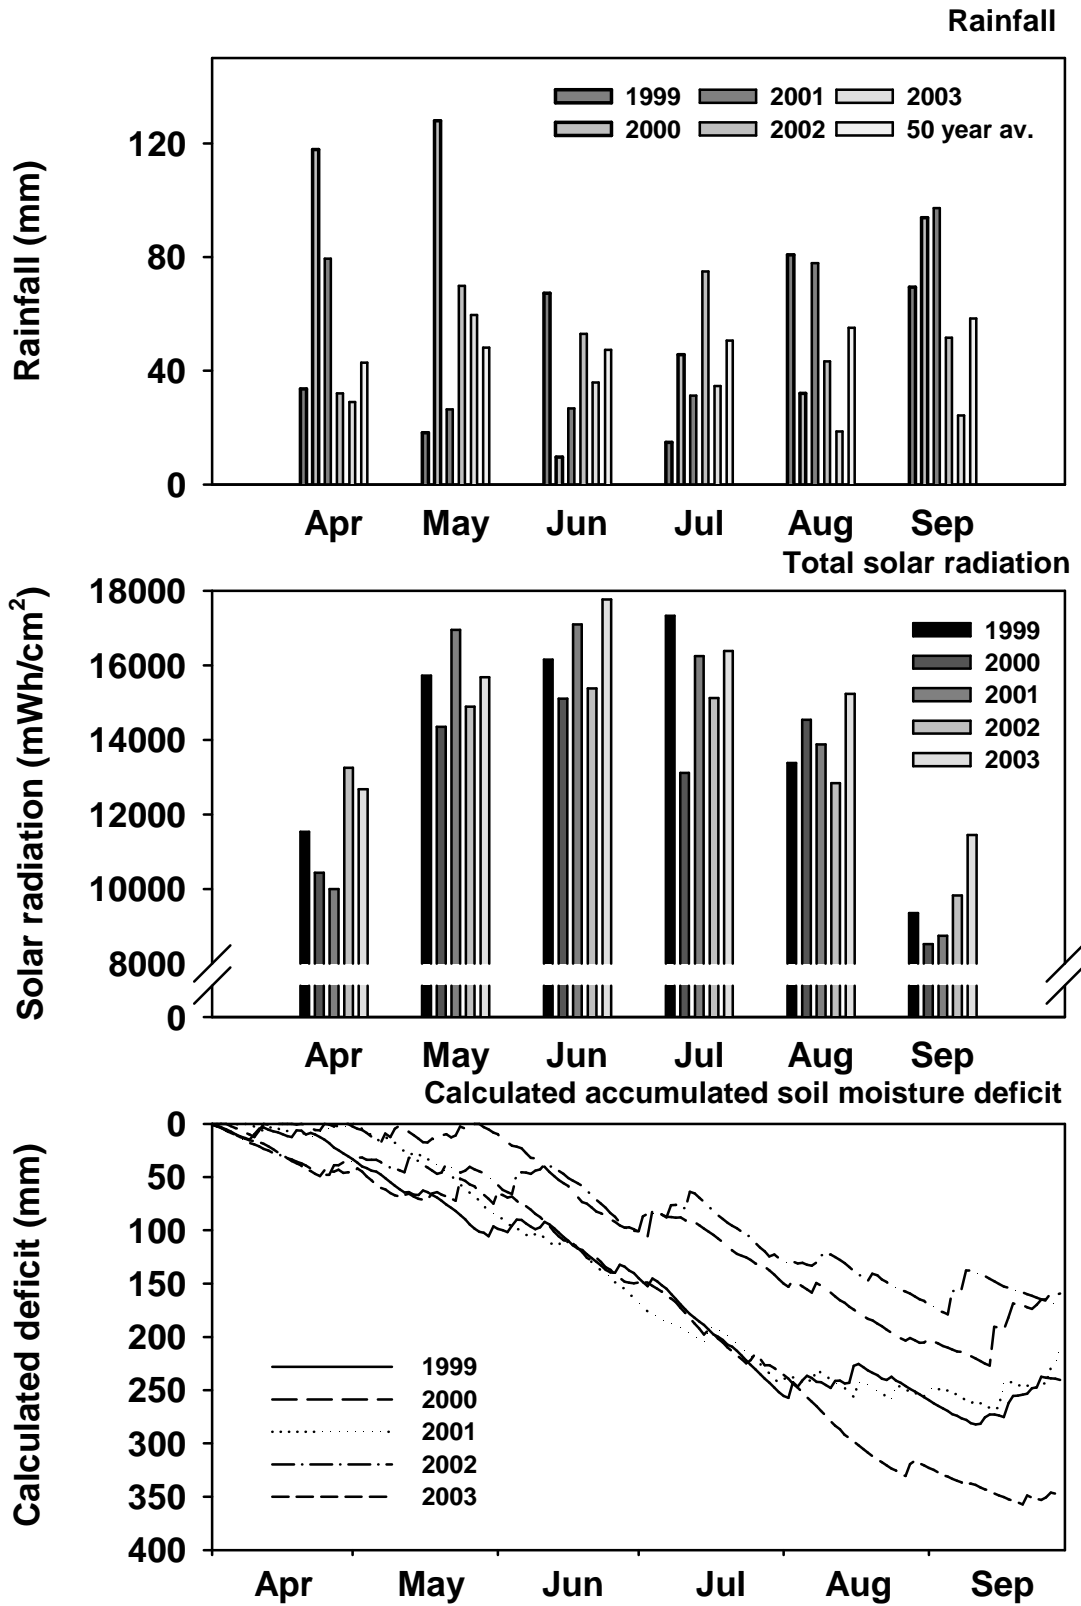 Rainfall
Rainfall (mm)
1999 2001 2003
2000 2002 50 year av.
120
80
40
0
Apr May Jun Jul Aug Sep
Total solar radiation
Solar radiation (mWh/cm²)
18000
16000
14000
12000
10000
8000
0
1999
2000
2001
2002
2003
Apr May Jun Jul Aug Sep
Calculated accumulated soil moisture deficit
Calculated deficit (mm)
0
50
100
150
200
250
300
350
400
1999
2000
2001
2002
2003
Apr May Jun Jul Aug Sep